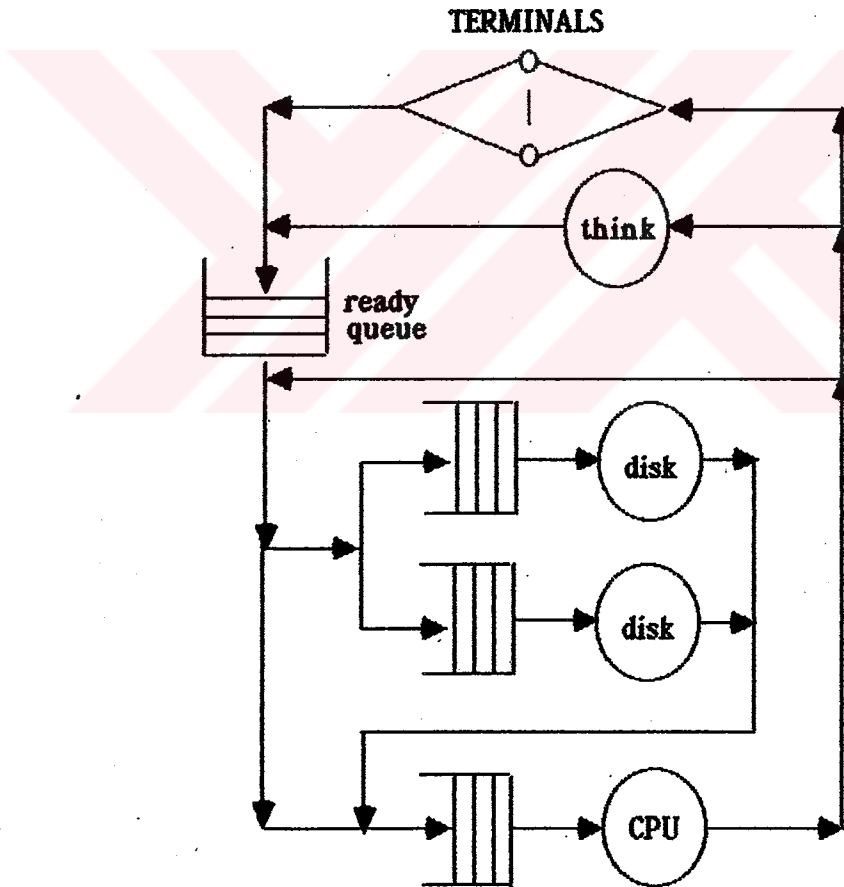 TERMINALS
think
ready
queue
disk
disk
CPU